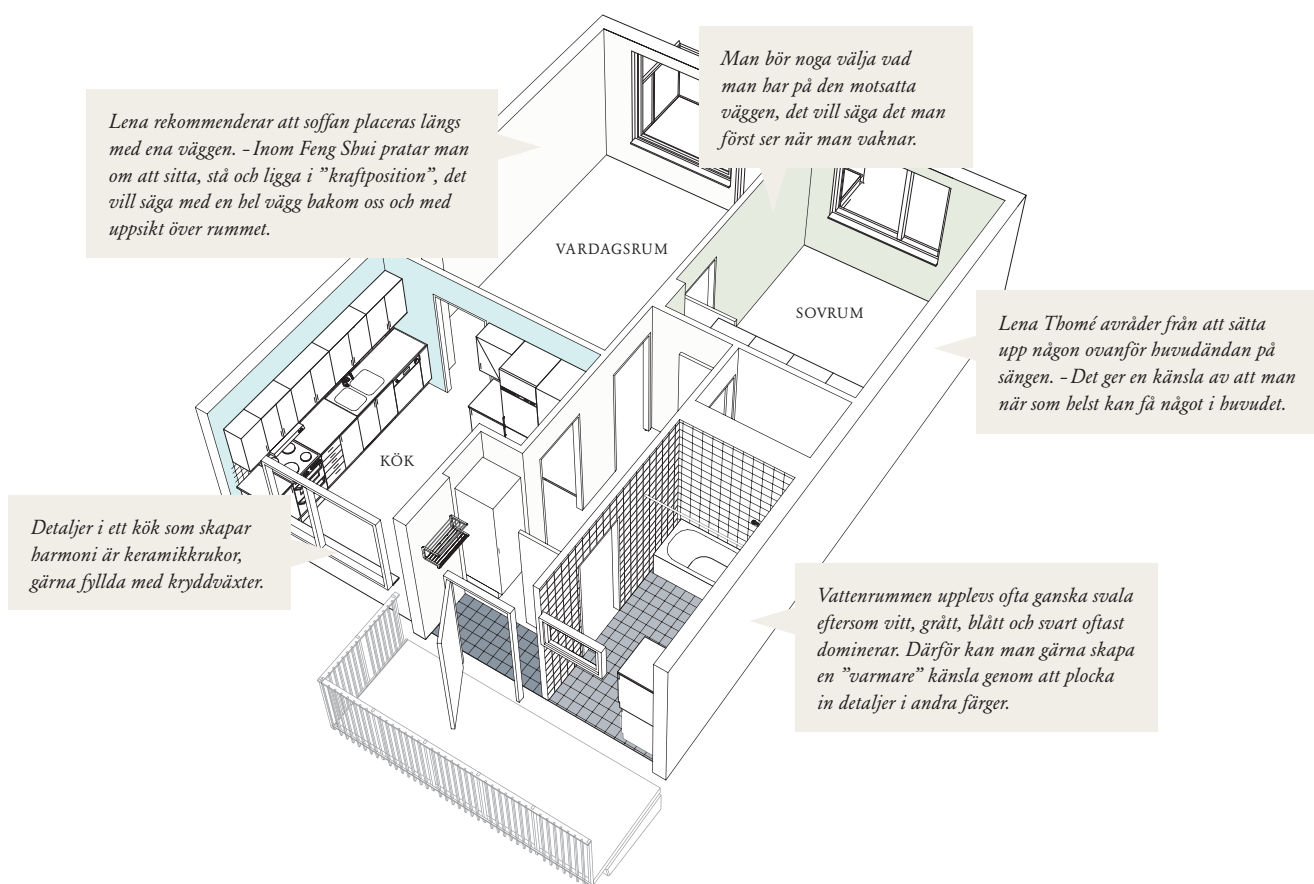 Man bör noga välja vad
man har på den motsatta
väggen, det vill säga det man
först ser när man vaknar.
Lena rekommenderar att soffan placeras längs
med ena väggen. - Inom Feng Shui pratar man
om att sitta, stå och ligga i ”kraftposition”, det
vill säga med en hel vägg bakom oss och med
uppsikt över rummet.
VARDAGSRUM
SOVRUM
Lena Thomé avråder från att sätta
upp någon ovanför huvudändan på
sängen. - Det ger en känsla av att man
när som helst kan få något i huvudet.
KÖK
Detaljer i ett kök som skapar
harmoni är keramikkrukor,
gärna fyllda med kryddväxter.
Vattenrummen upplevs ofta ganska svala
eftersom vitt, grått, blått och svart oftast
dominerar. Därför kan man gärna skapa
en ”varmare” känsla genom att plocka
in detaljer i andra färger.